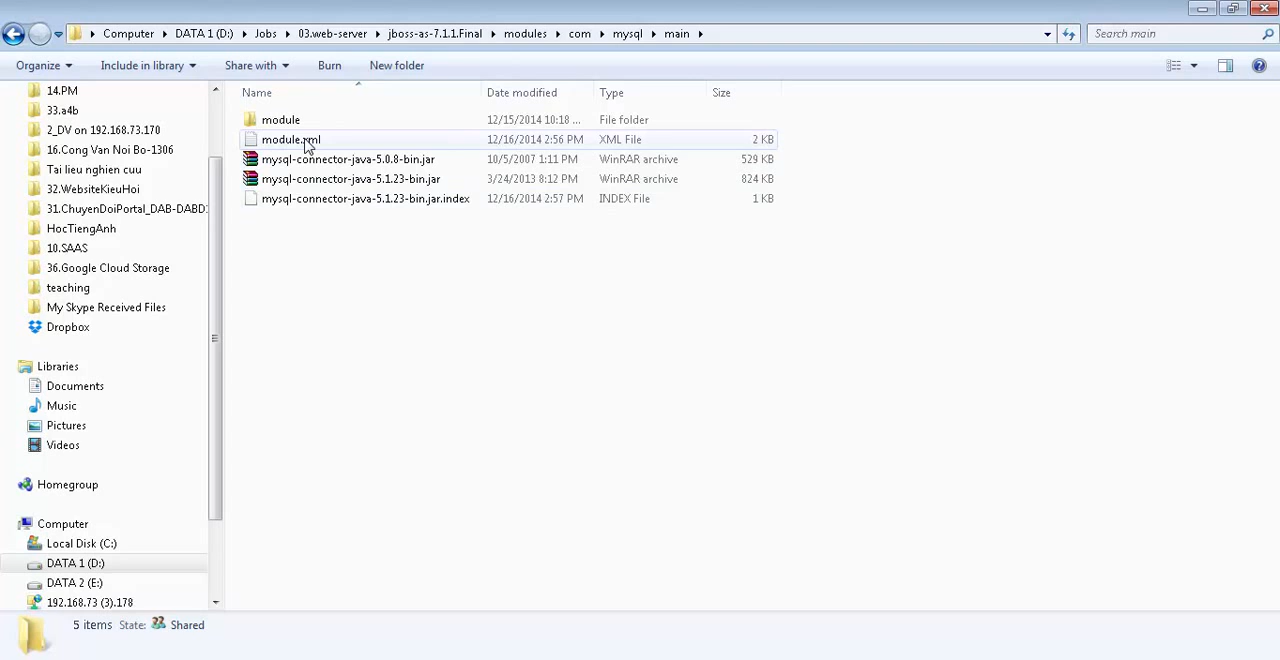 Computer DATA 1 (D:) Jobs 03.web-server jboss-as-7.1.1.Final modules com mysql main Search main
Organize Include in library Share with Burn New folder
Name Date modified Type Size
module 12/15/2014 10:18 ... File folder
module.xml 12/16/2014 2:56 PM XML File 2 KB
mysql-connector-java-5.0.8-bin.jar 10/5/2007 1:11 PM WinRAR archive 529 KB
mysql-connector-java-5.1.23-bin.jar 3/24/2013 8:12 PM WinRAR archive 824 KB
mysql-connector-java-5.1.23-bin.jar.index 12/16/2014 2:57 PM INDEX File 1 KB
14.PM
33.a4b
2_DV on 192.168.73.170
16.Cong Van Noi Bo-1306
Tai lieu nghien cuu
32.WebsiteKieuHoi
31.ChuyenDoiPortal_DAB-DABD
HocTiengAnh
10.SAAS
36.Google Cloud Storage
teaching
My Skype Received Files
Dropbox
Libraries
Documents
Music
Pictures
Videos
Homegroup
Computer
Local Disk (C:)
DATA 1 (D:)
DATA 2 (E:)
192.168.73 (3).178
5 items State: Shared